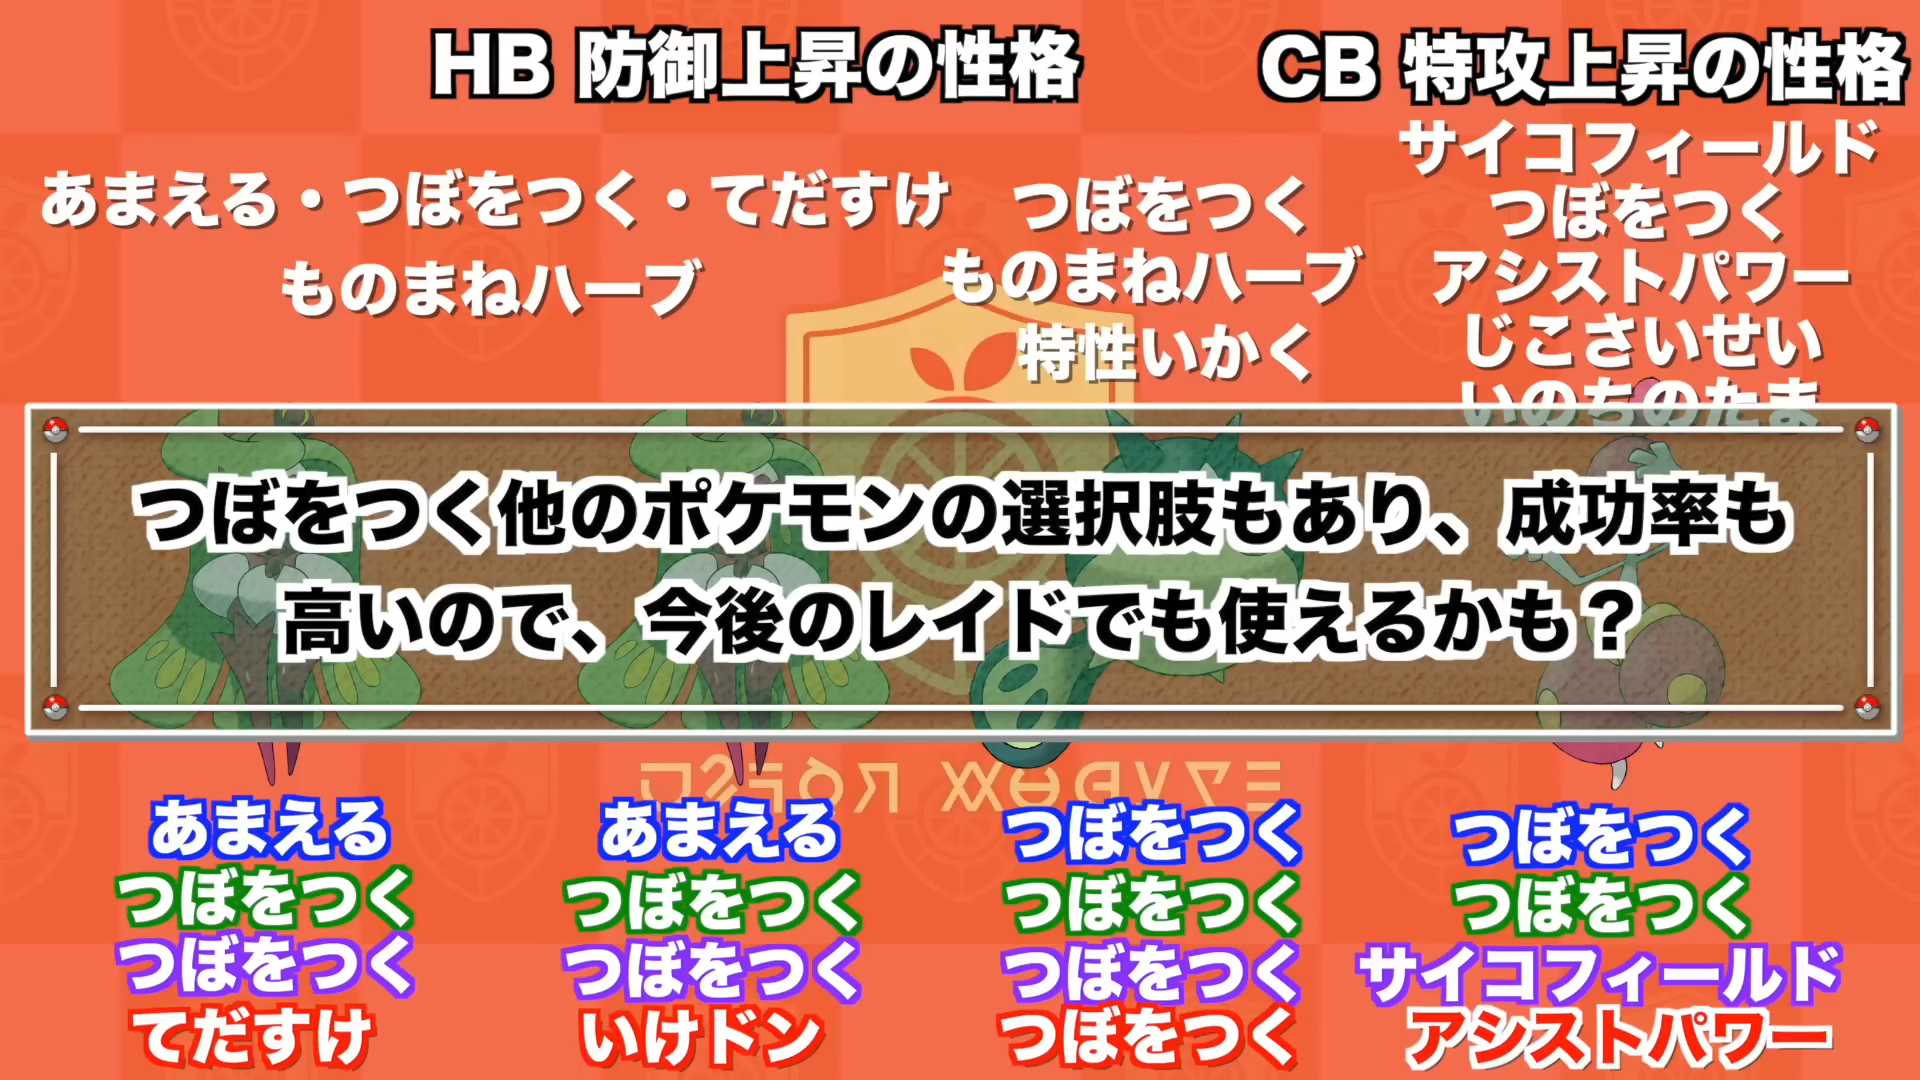 HB 防御上昇の性格
CB 特攻上昇の性格
あまえる・つぼをつく・てだすけ
ものまねハーブ
つぼをつく
ものまねハーブ
特性いかく
サイコフィールド
つぼをつく
アシストパワー
じこさいせい
いのちのたま
つぼをつく他のポケモンの選択肢もあり、成功率も
高いので、今後のレイドでも使えるかも？
あまえる
つぼをつく
つぼをつく
てだすけ
あまえる
つぼをつく
つぼをつく
いけドン
つぼをつく
つぼをつく
つぼをつく
つぼをつく
つぼをつく
つぼをつく
サイコフィールド
アシストパワー